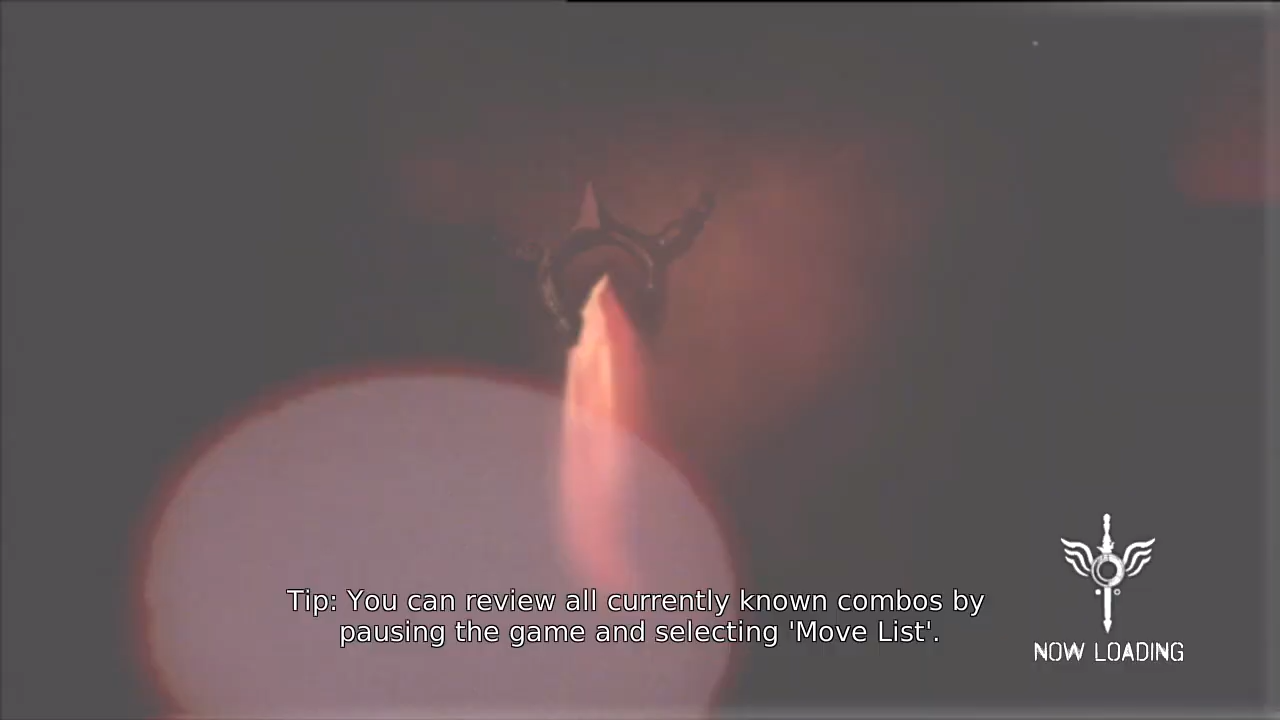 Tip: You can review all currently known combos by
pausing the game and selecting 'Move List'.
NOW LOADING